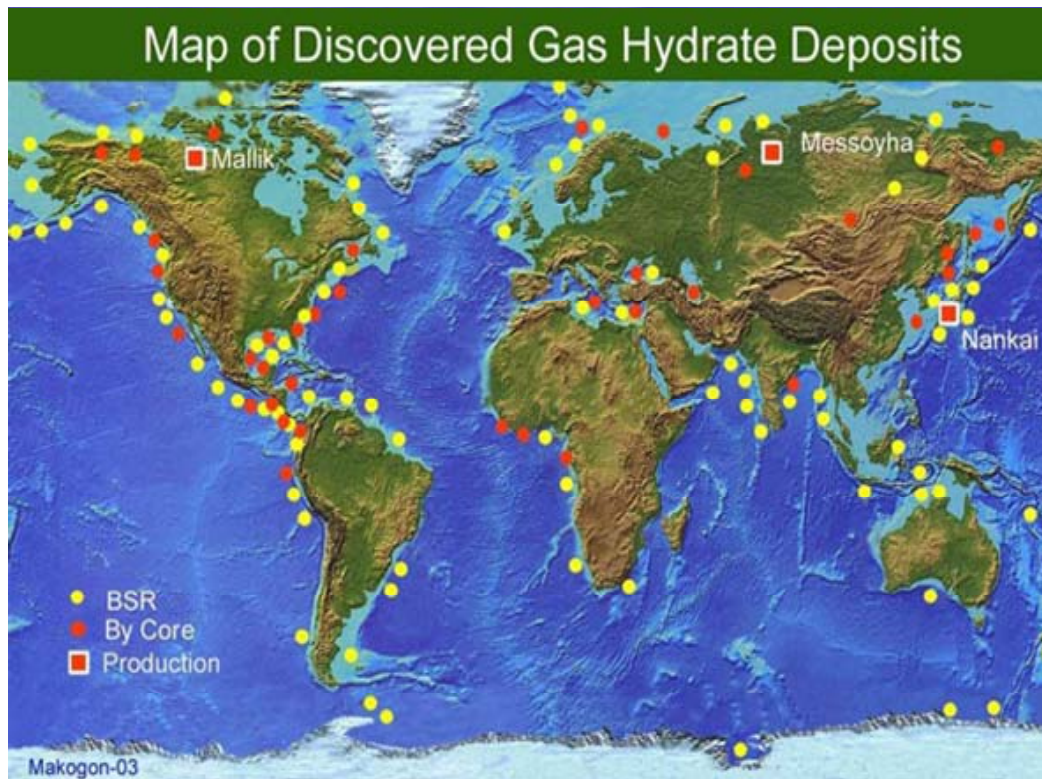 Map of Discovered Gas Hydrate Deposits
Mallik
Messoyha
Nankai
BSR
By Core
Production
Makogon-03